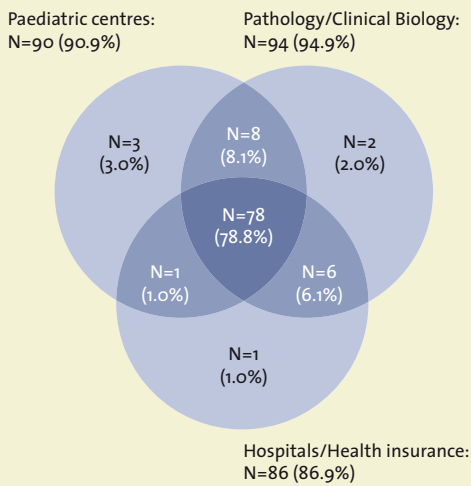 Paediatric centres:
N=90 (90.9%)
Pathology/Clinical Biology:
N=94 (94.9%)
N=3
(3.0%)
N=8
(8.1%)
N=2
(2.0%)
N=78
(78.8%)
N=1
(1.0%)
N=6
(6.1%)
N=1
(1.0%)
Hospitals/Health insurance:
N=86 (86.9%)